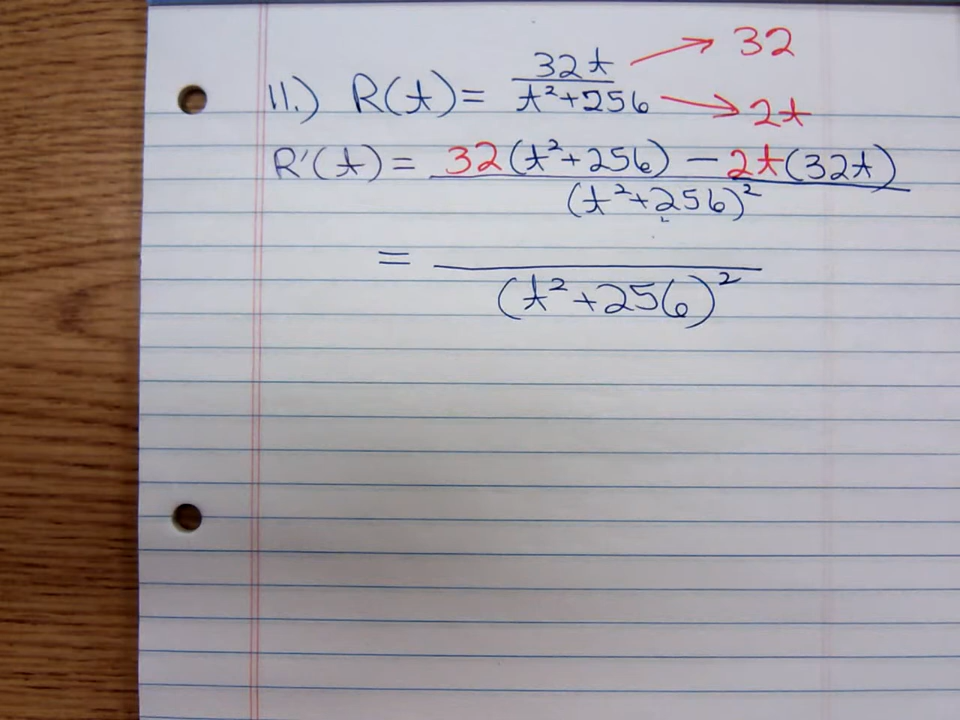 11.) R(t) = 32t / t²+256 → 32 → 2t
R'(t) = 32(t²+256) − 2t(32t) / (t²+256)²
= / (t²+256)²